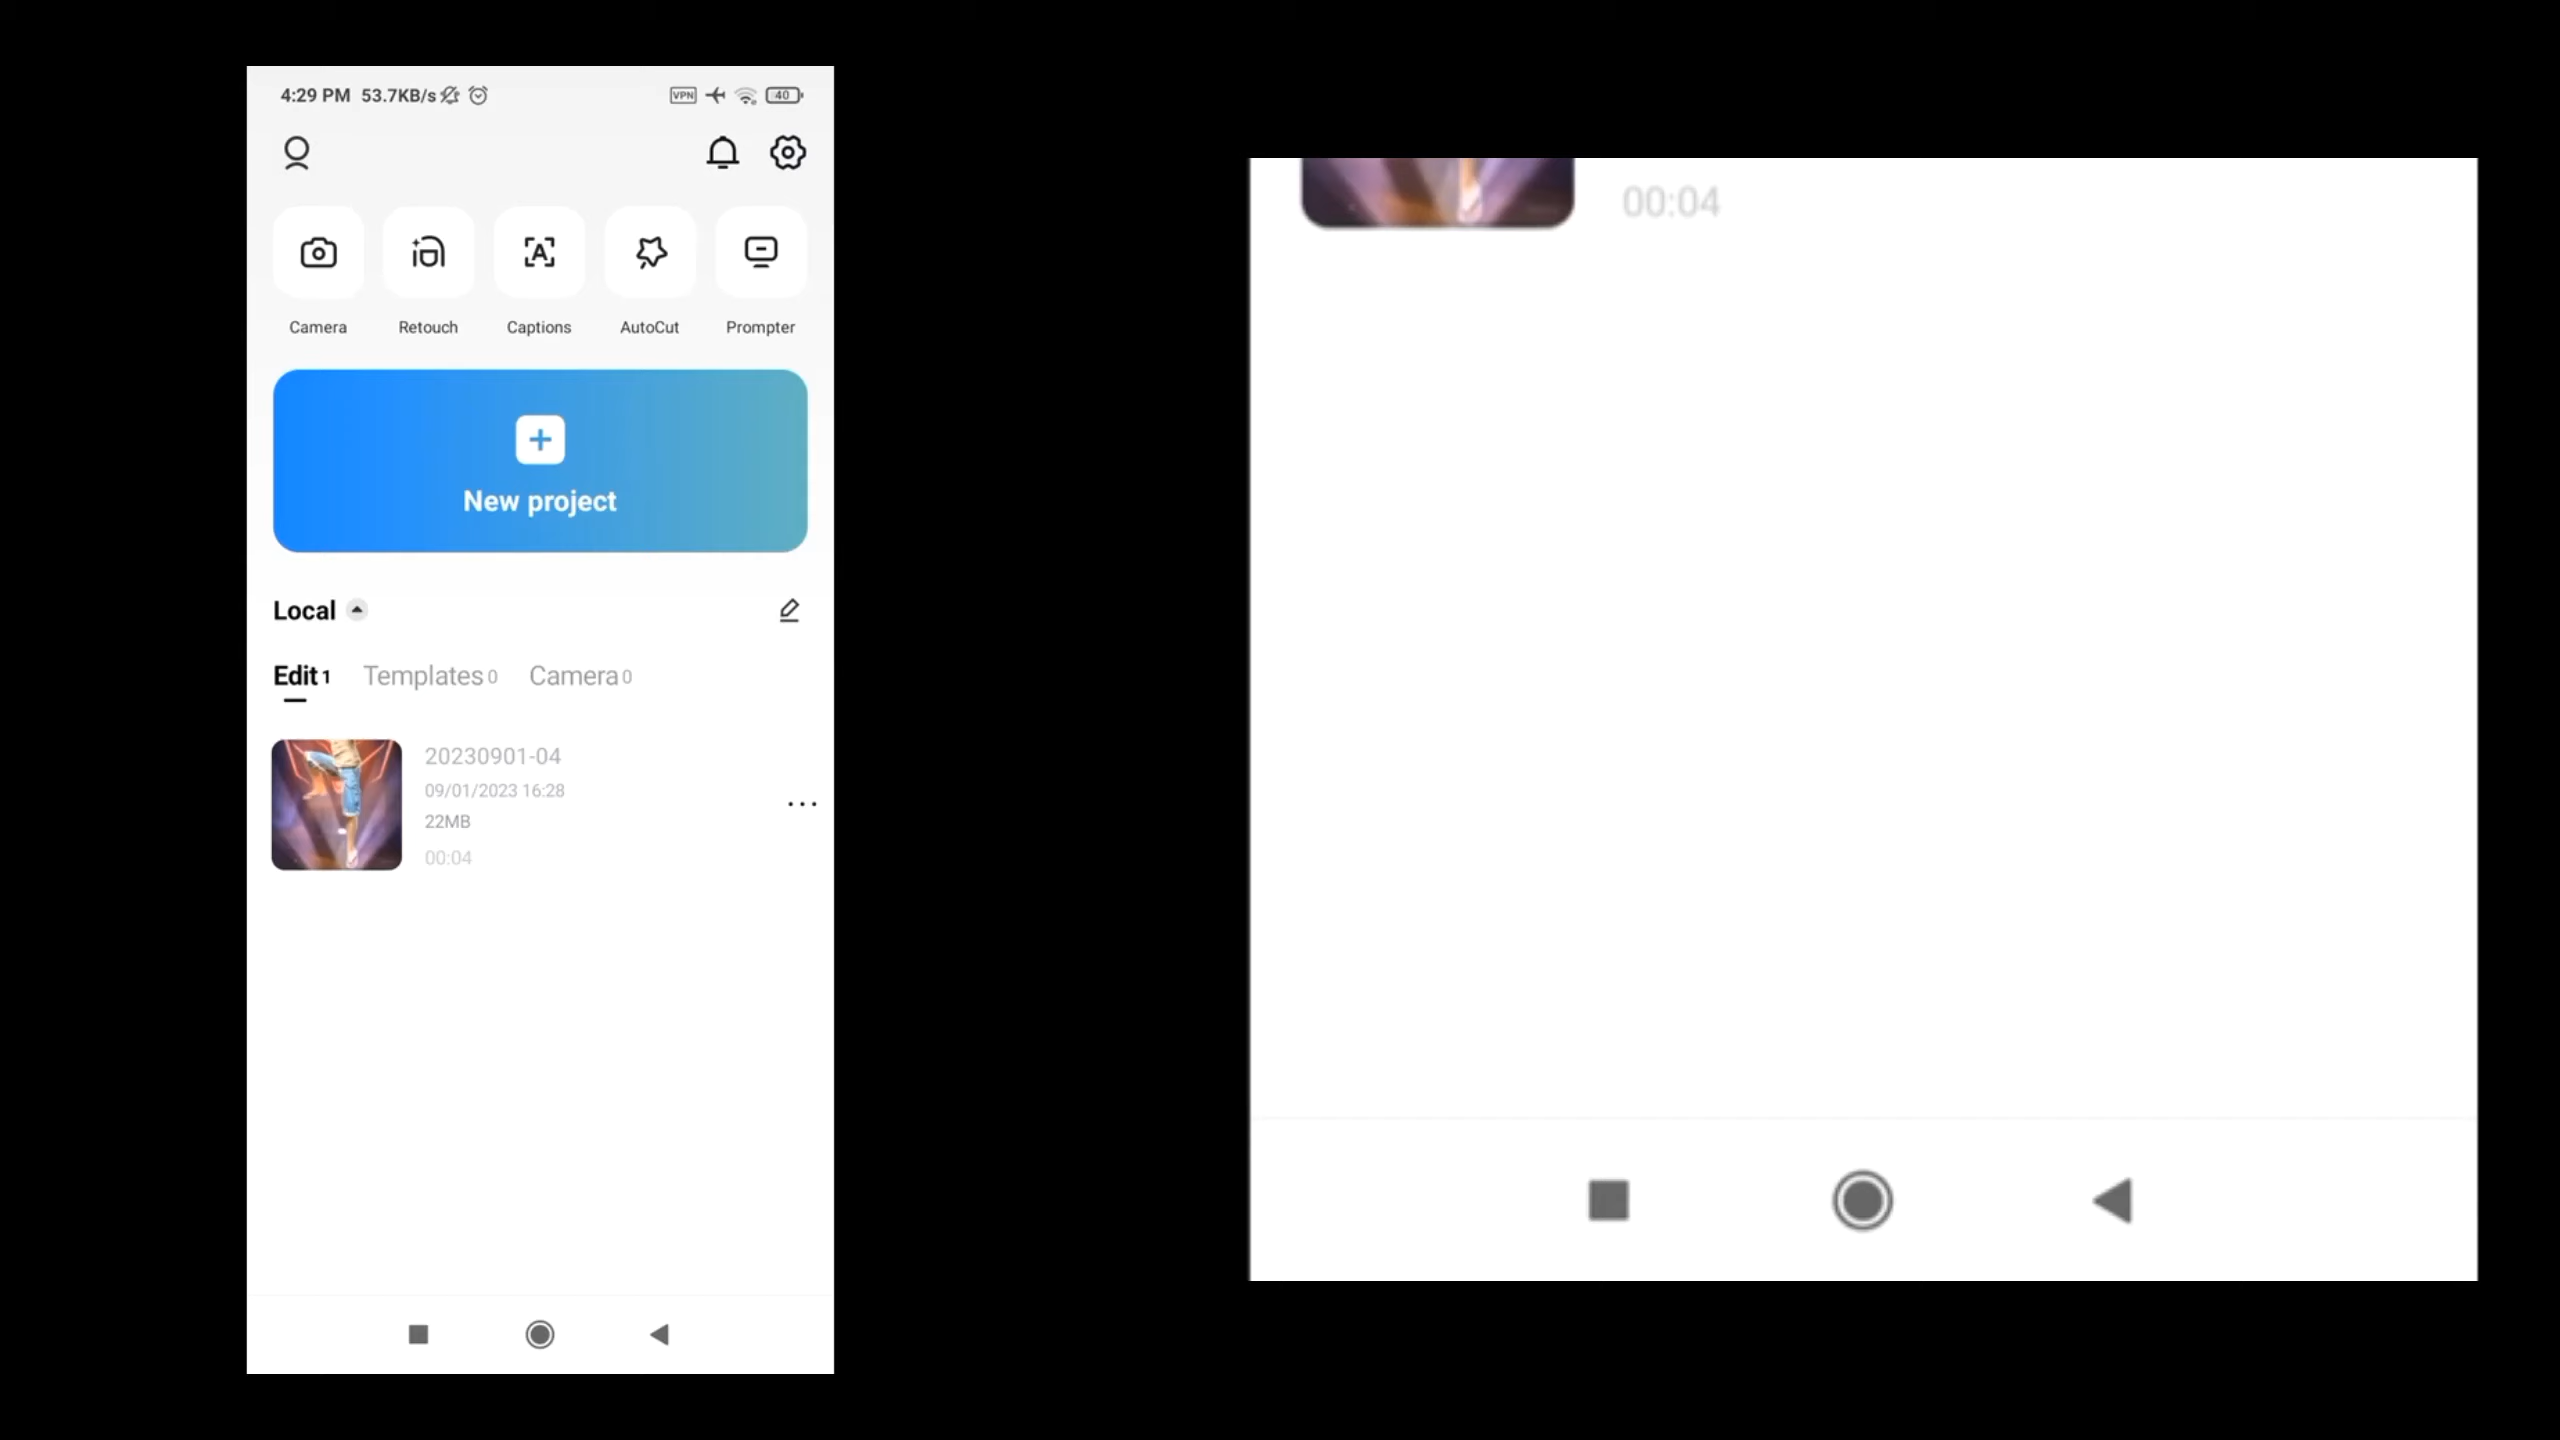 4:29 PM 53.7KB/s VPN 40
Camera Retouch Captions AutoCut Prompter
New project
Local
Edit 1 Templates 0 Camera 0
20230901-04
09/01/2023 16:28
22MB
00:04
00:04